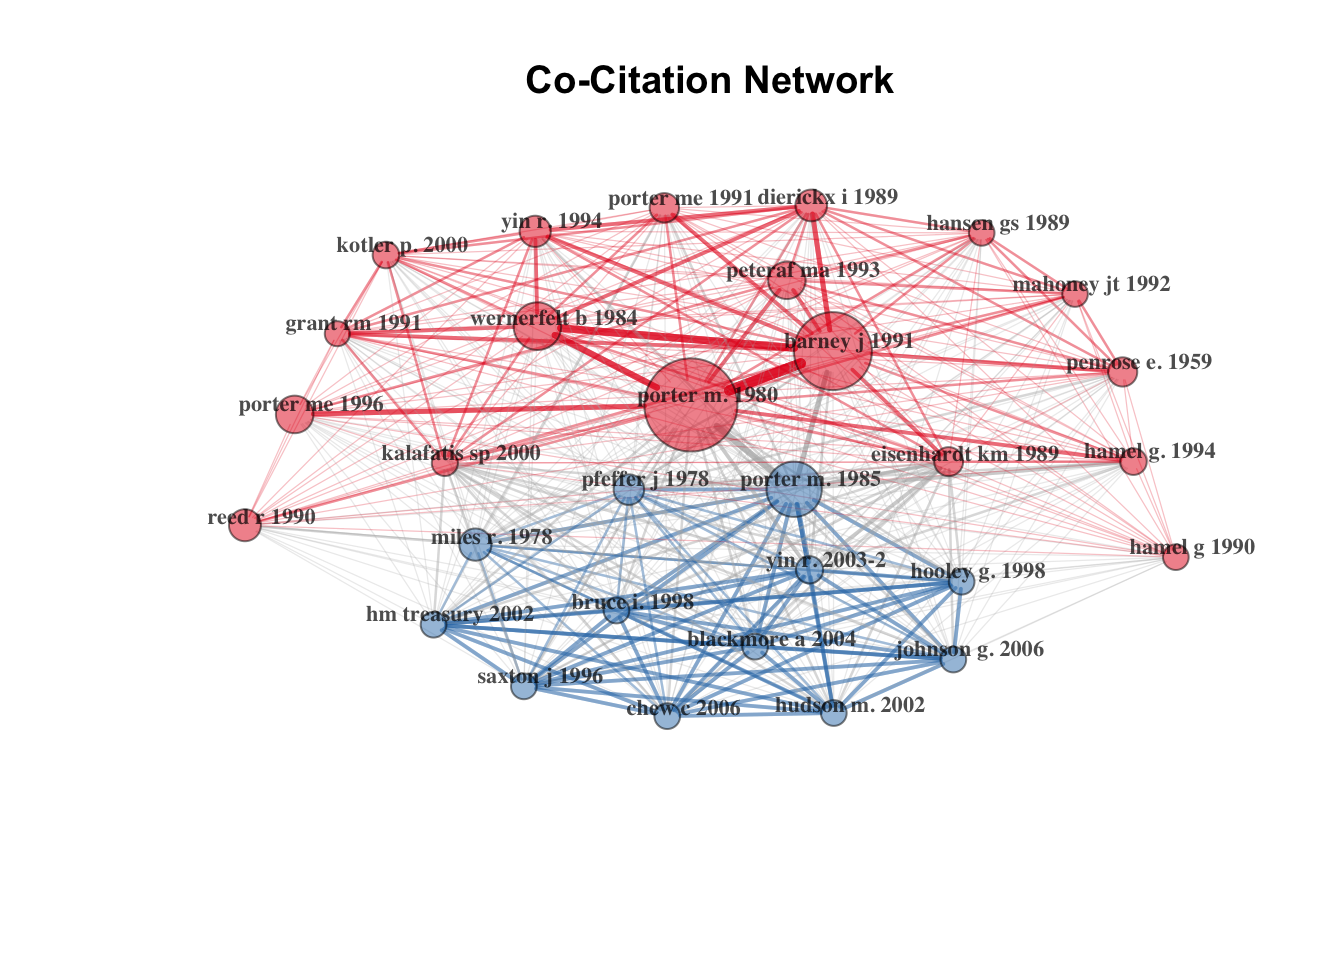 Co-Citation Network
porter me 1991
dierickx i 1989
yin r. 1994
hansen gs 1989
kotler p. 2000
peteraf ma 1993
mahoney jt 1992
grant rm 1991
wernerfelt b 1984
barney j 1991
penrose e. 1959
porter me 1996
porter m. 1980
kalafatis sp 2000
eisenhardt km 1989
hamel g. 1994
pfeffer j 1978
porter m. 1985
reed r 1990
miles r. 1978
hamel g 1990
yin r. 2003-2
hooley g. 1998
hm treasury 2002
bruce i. 1998
blackmore a 2004
johnson g. 2006
saxton j 1996
chew c 2006
hudson m. 2002